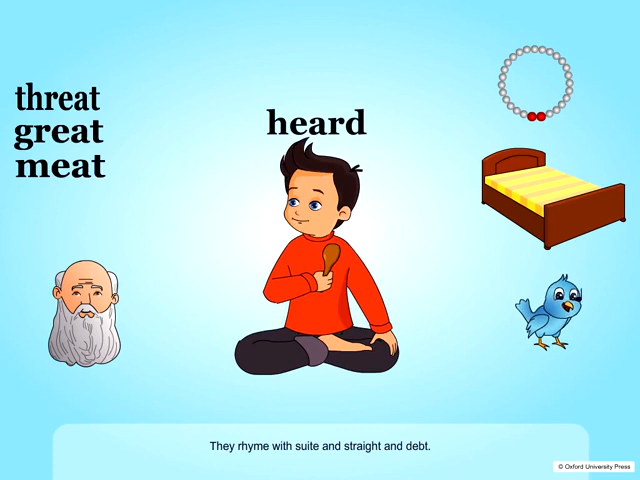 threat
great
meat
heard
They rhyme with suite and straight and debt.
© Oxford University Press